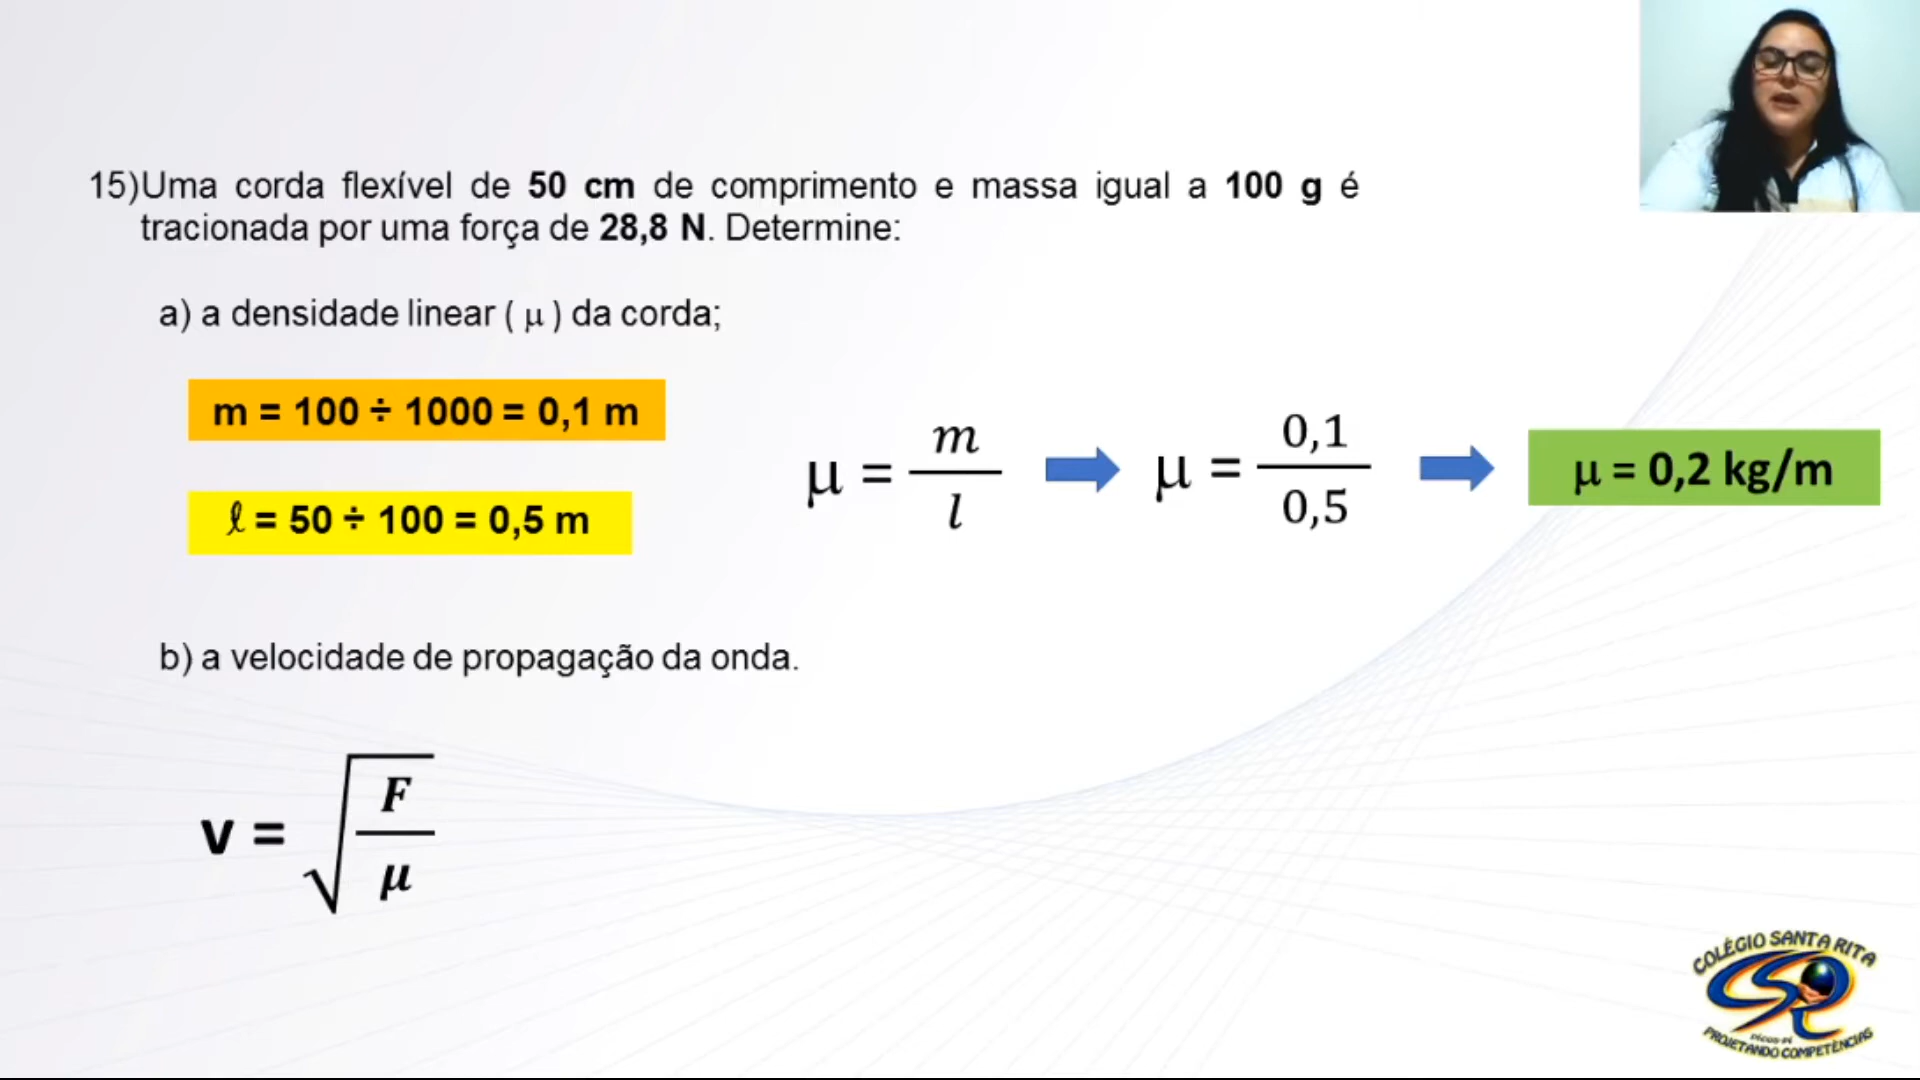 15)Uma corda flexível de 50 cm de comprimento e massa igual a 100 g é
tracionada por uma força de 28,8 N. Determine:
a) a densidade linear ( μ ) da corda;
m = 100 ÷ 1000 = 0,1 m
ℓ = 50 ÷ 100 = 0,5 m
μ = m/l
μ = 0,1/0,5
μ = 0,2 kg/m
b) a velocidade de propagação da onda.
v = √(F/μ)
COLÉGIO SANTA RITA
PROJETANDO COMPETÊNCIAS